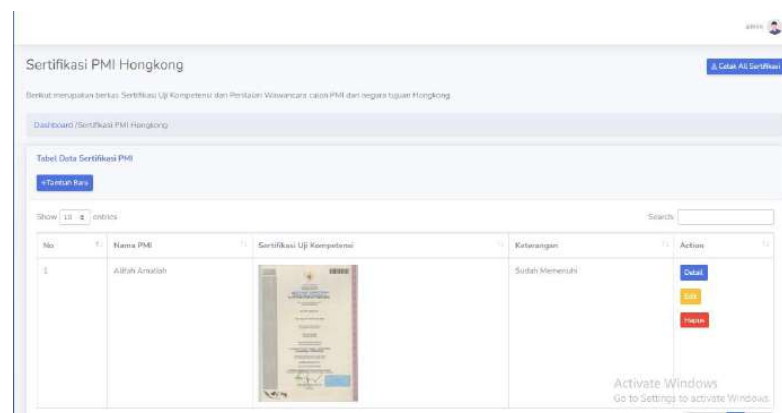 admin
Sertifikasi PMI Hongkong
Cetak All Sertifikasi
Berikut merupakan berkas Sertifikasi Uji Kompetensi dan Penilaian Wawancara calon PMI dari negara tujuan Hongkong.
Dashboard /Sertifikasi PMI Hongkong
Tabel Data Sertifikasi PMI
+Tambah Baru
Show 10 entries
Search:
No Nama PMI Sertifikasi Uji Kompetensi Keterangan Action
1 Alifah Amaliah Sudah Memenuhi Detail
Edit
Hapus
Activate Windows
Go to Settings to activate Windows.